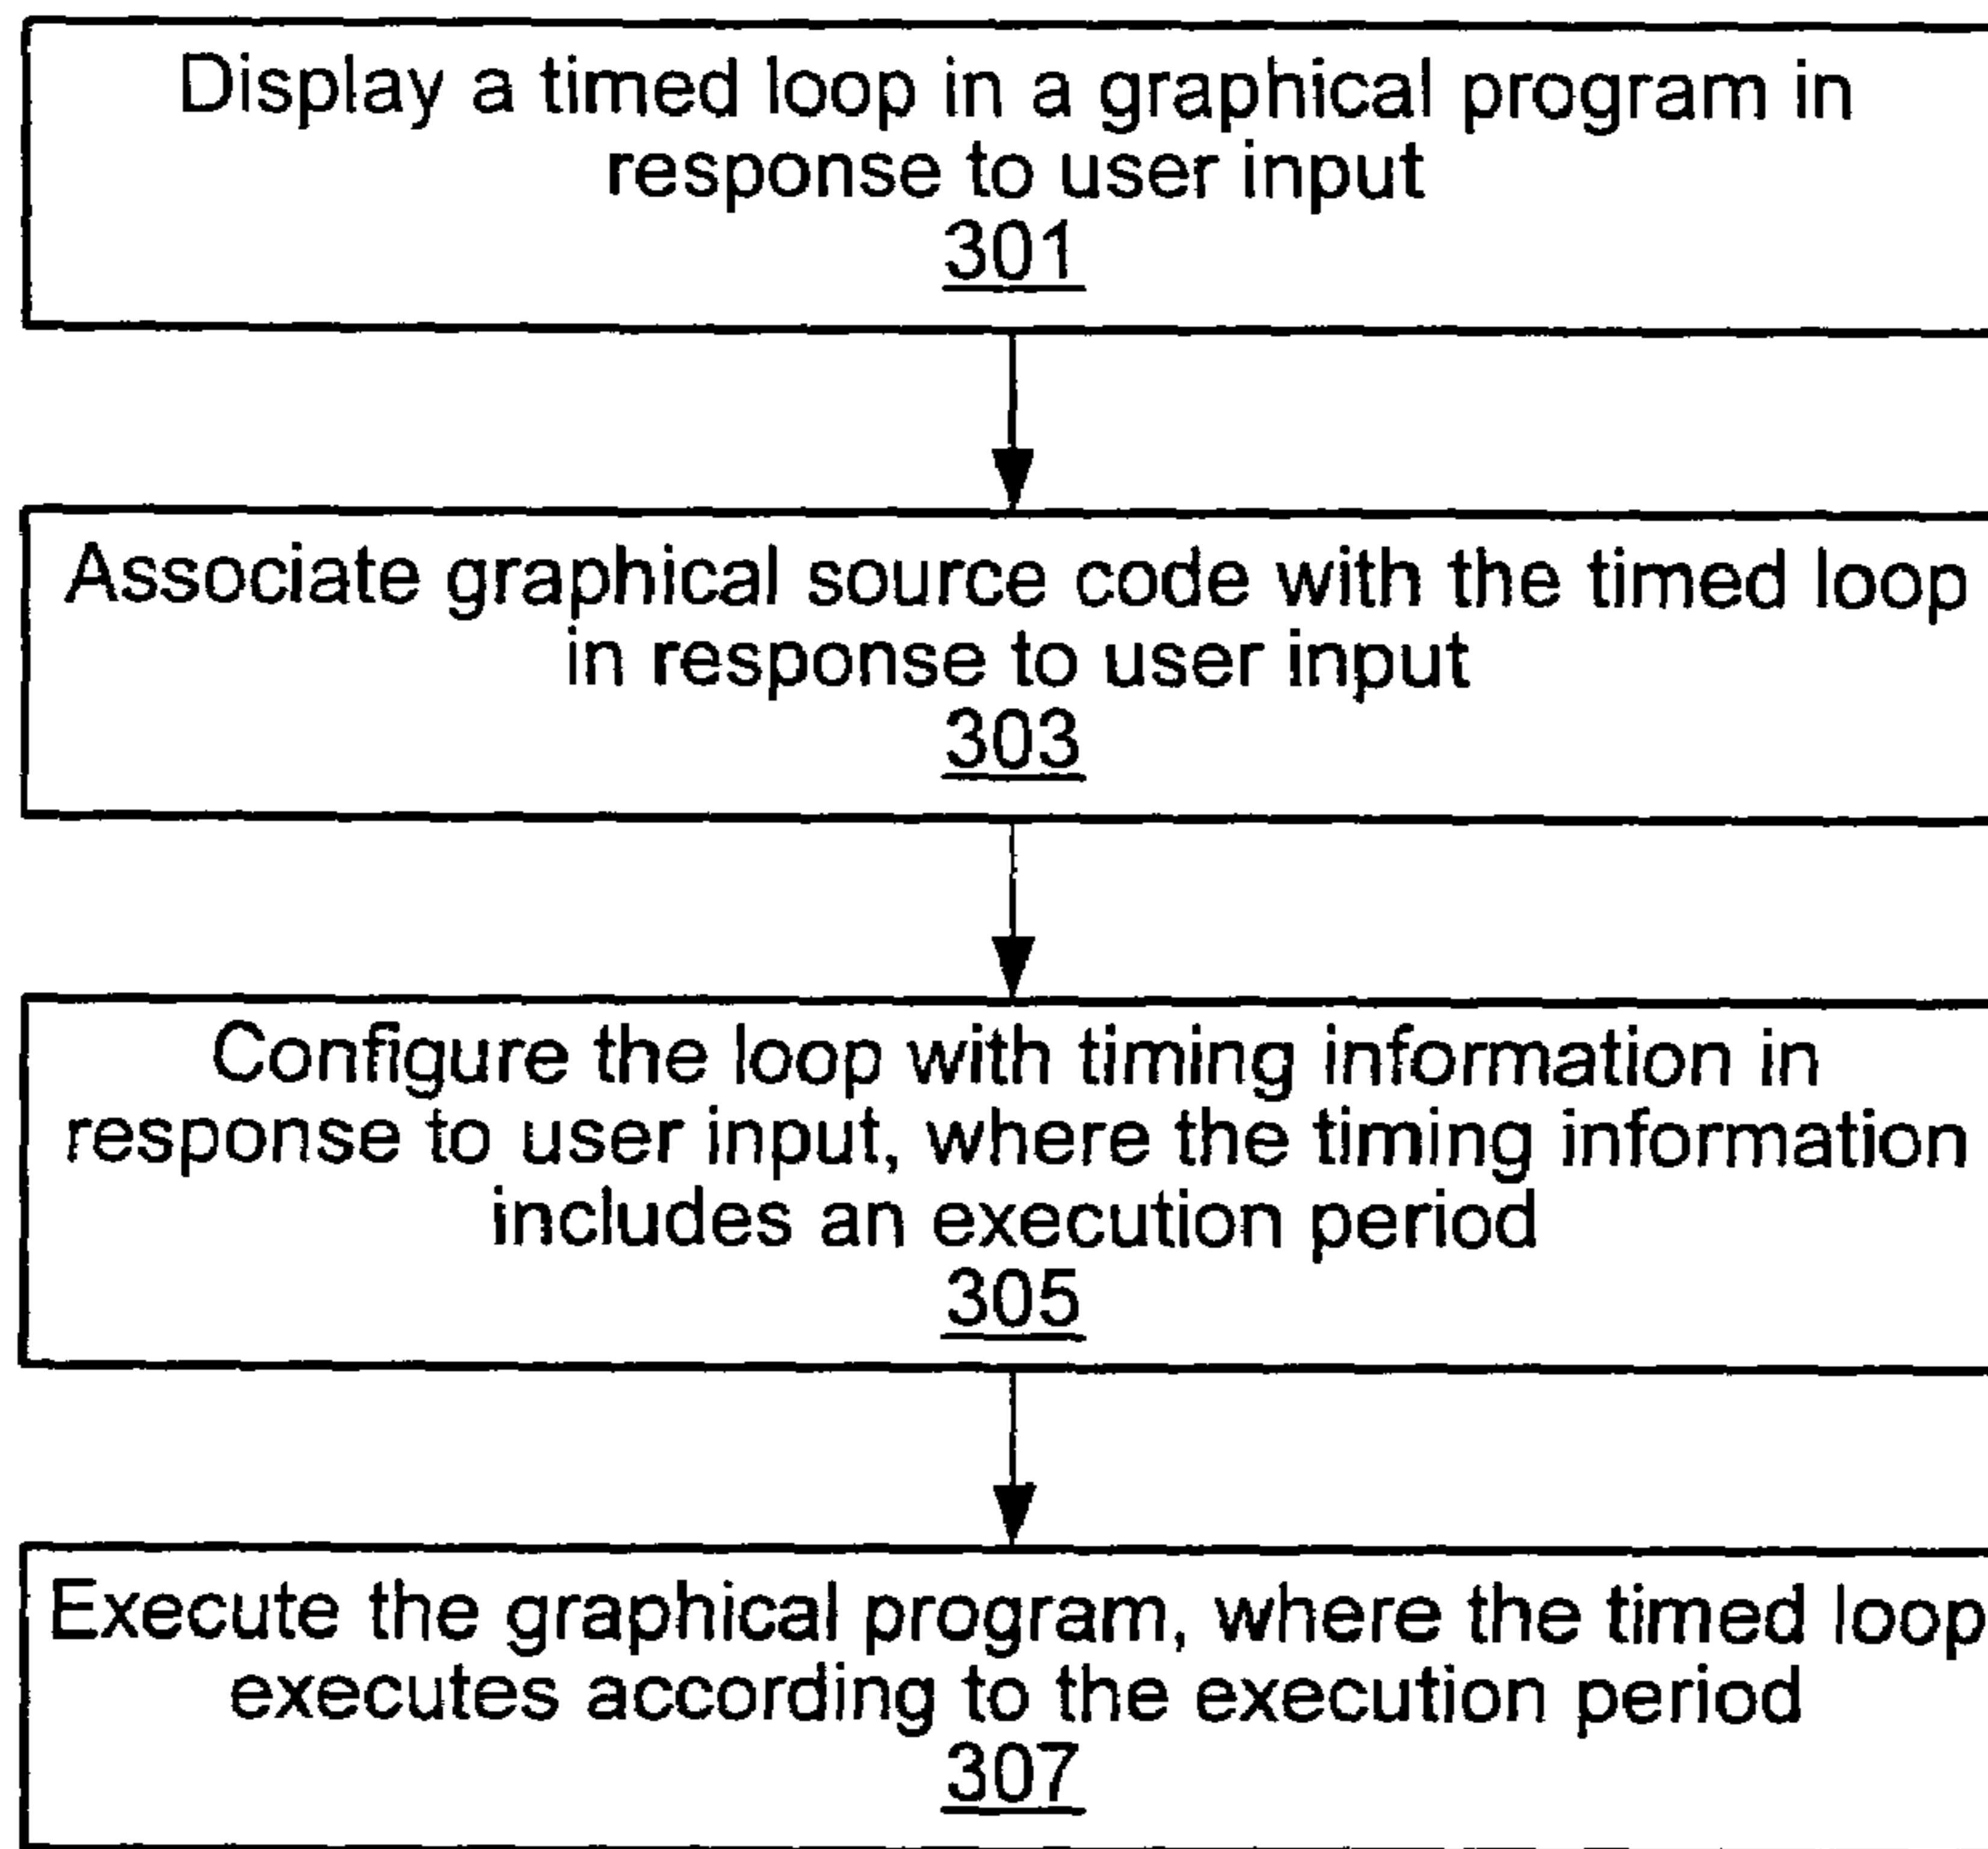 Display a timed loop in a graphical program in
response to user input
301
Associate graphical source code with the timed loop
in response to user input
303
Configure the loop with timing information in
response to user input, where the timing information
includes an execution period
305
Execute the graphical program, where the timed loop
executes according to the execution period
307